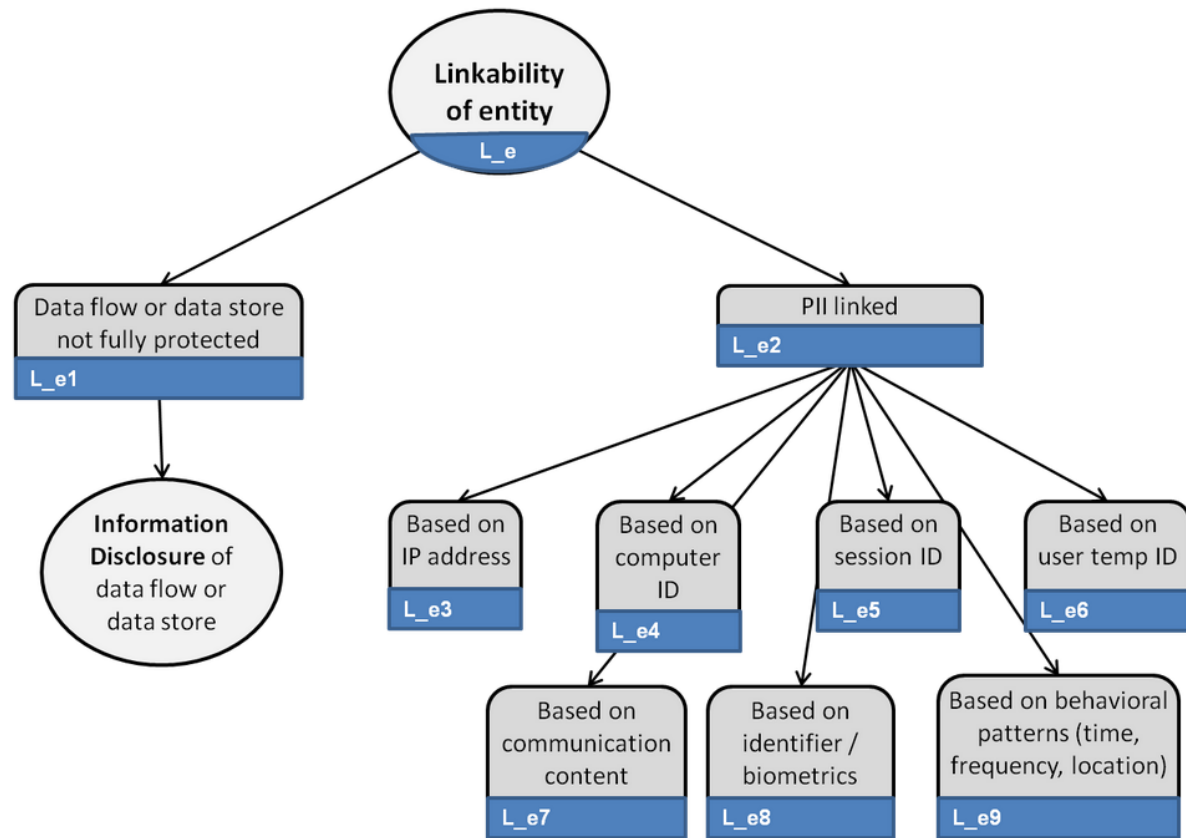 Linkability
of entity
L_e
Data flow or data store
not fully protected
L_e1
PII linked
L_e2
Information
Disclosure of
data flow or
data store
Based on
IP address
L_e3
Based on
computer
ID
L_e4
Based on
session ID
L_e5
Based on
user temp ID
L_e6
Based on
communication
content
L_e7
Based on
identifier /
biometrics
L_e8
Based on behavioral
patterns (time,
frequency, location)
L_e9